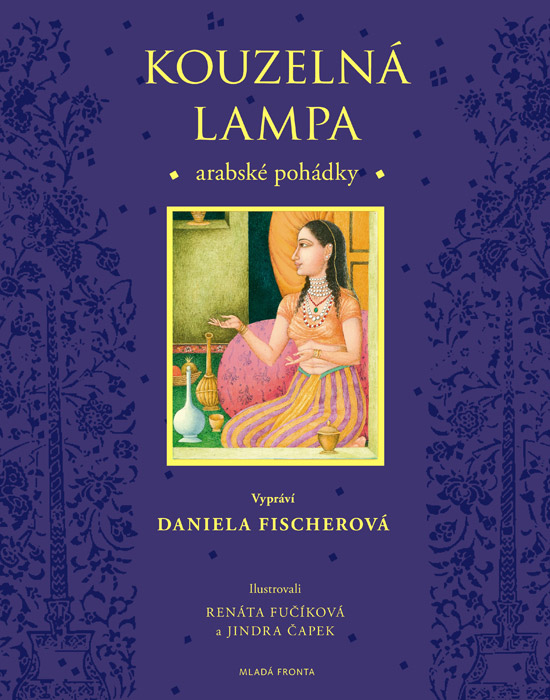 KOUZELNÁ
LAMPA
arabské pohádky
Vypráví
DANIELA FISCHEROVÁ
Ilustrovali
RENÁTA FUČÍKOVÁ
a JINDRA ČAPEK
MLADÁ FRONTA